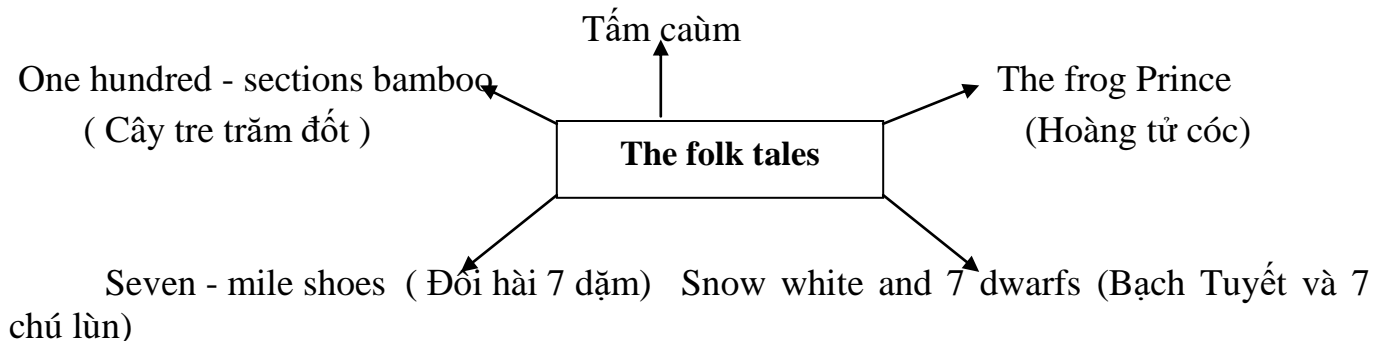 Tấm caùm
One hundred - sections bamboo The frog Prince
( Cây tre trăm đốt ) (Hoàng tử cóc)
The folk tales
Seven - mile shoes ( Đôi hài 7 dặm) Snow white and 7 dwarfs (Bạch Tuyết và 7
chú lùn)